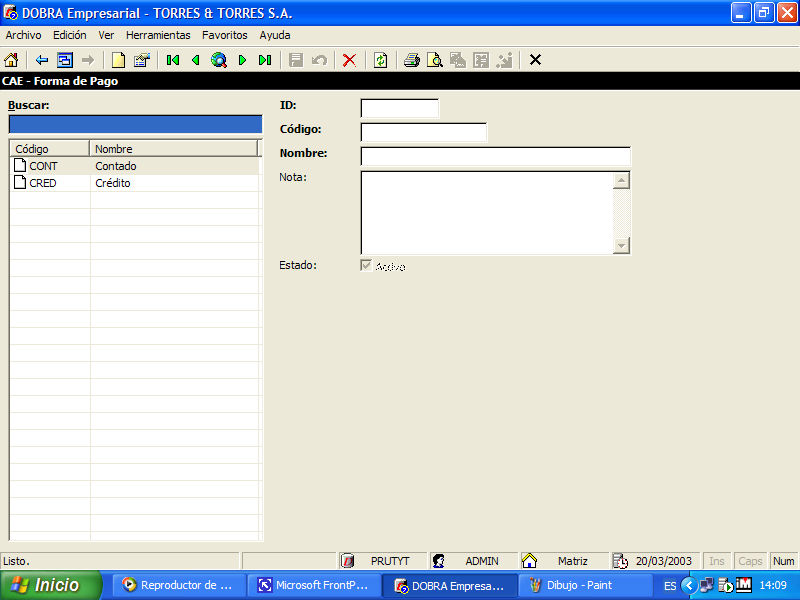 DOBRA Empresarial - TORRES & TORRES S.A.
Archivo Edición Ver Herramientas Favoritos Ayuda
CAE - Forma de Pago
Buscar:
Código Nombre
CONT Contado
CRED Crédito
ID:
Código:
Nombre:
Nota:
Estado: Activo
Listo. PRUTYT ADMIN Matriz 20/03/2003 Ins Caps Num
Inicio Reproductor de ... Microsoft FrontP... DOBRA Empresa... Dibujo - Paint ES 14:09